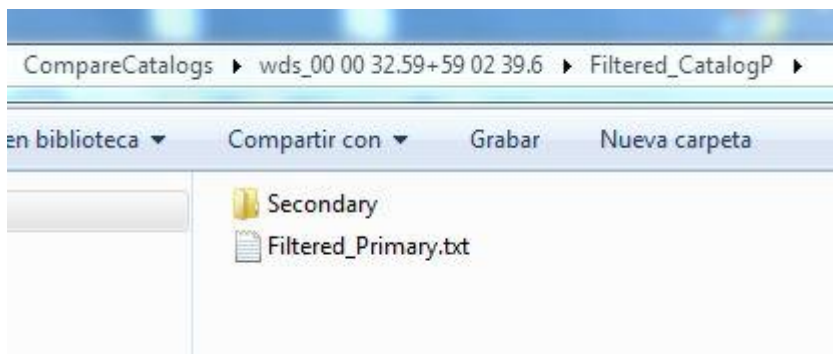 CompareCatalogs ▸ wds_00 00 32.59+59 02 39.6 ▸ Filtered_CatalogP ▸
en biblioteca ▾ Compartir con ▾ Grabar Nueva carpeta
Secondary
Filtered_Primary.txt